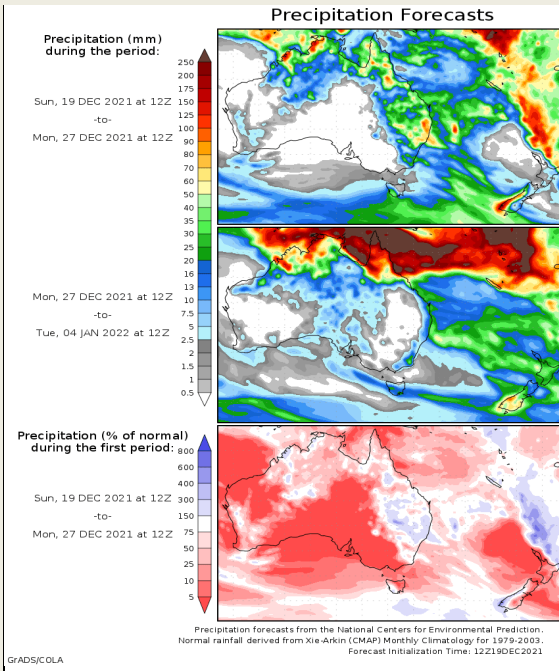 Precipitation Forecasts
Precipitation (mm)
during the period:
Sun, 19 DEC 2021 at 12Z
-to-
Mon, 27 DEC 2021 at 12Z
250
200
175
150
125
100
90
80
70
60
50
40
35
30
25
20
16
13
10
7.5
5
2.5
2
1.5
1
0.5
Mon, 27 DEC 2021 at 12Z
-to-
Tue, 04 JAN 2022 at 12Z
Precipitation (% of normal)
during the first period:
Sun, 19 DEC 2021 at 12Z
-to-
Mon, 27 DEC 2021 at 12Z
800
600
400
300
150
75
50
25
10
5
Precipitation forecasts from the National Centers for Environmental Prediction.
Normal rainfall derived from Xie-Arkin (CMAP) Monthly Climatology for 1979-2003.
Forecast Initialization Time: 12Z19DEC2021
GrADS/COLA